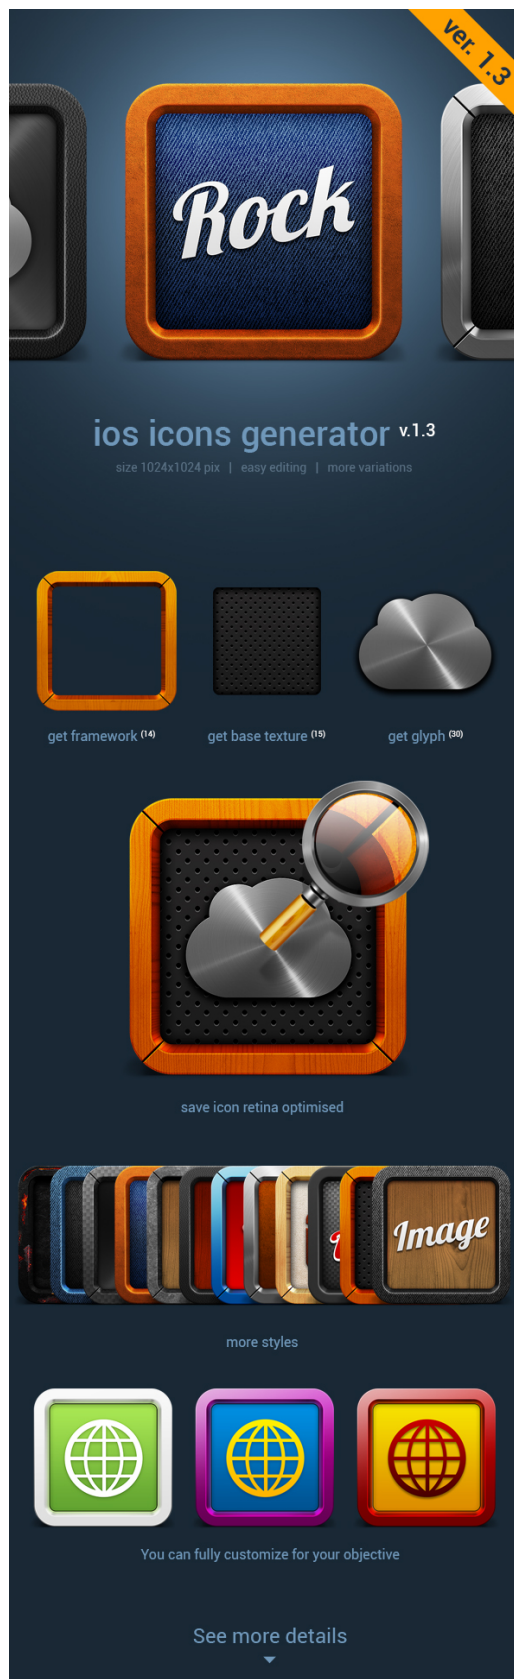 ver. 1.3
Rock
ios icons generator v.1.3
size 1024x1024 pix | easy editing | more variations
get framework (14) get base texture (15) get glyph (30)
save icon retina optimised
Image
more styles
You can fully customize for your objective
See more details